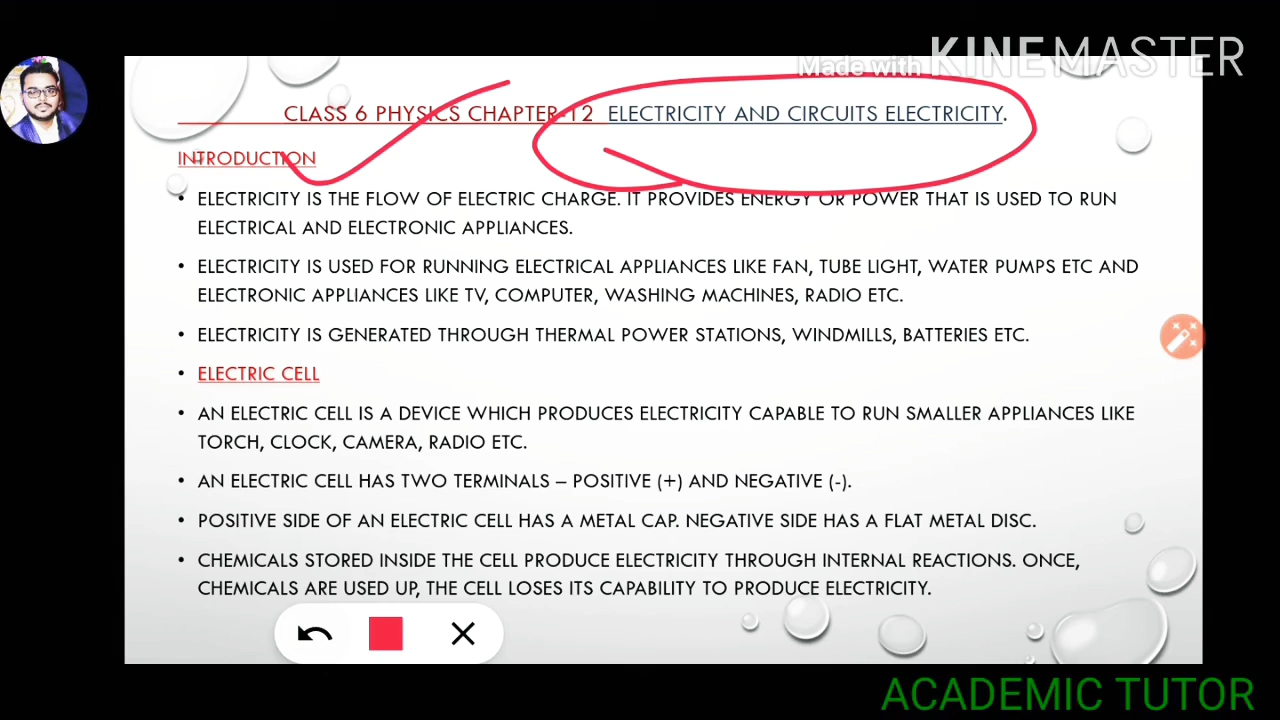 Made with KINEMASTER
CLASS 6 PHYSICS CHAPTER-12 ELECTRICITY AND CIRCUITS ELECTRICITY.
INTRODUCTION
• ELECTRICITY IS THE FLOW OF ELECTRIC CHARGE. IT PROVIDES ENERGY OR POWER THAT IS USED TO RUN
ELECTRICAL AND ELECTRONIC APPLIANCES.
• ELECTRICITY IS USED FOR RUNNING ELECTRICAL APPLIANCES LIKE FAN, TUBE LIGHT, WATER PUMPS ETC AND
ELECTRONIC APPLIANCES LIKE TV, COMPUTER, WASHING MACHINES, RADIO ETC.
• ELECTRICITY IS GENERATED THROUGH THERMAL POWER STATIONS, WINDMILLS, BATTERIES ETC.
• ELECTRIC CELL
• AN ELECTRIC CELL IS A DEVICE WHICH PRODUCES ELECTRICITY CAPABLE TO RUN SMALLER APPLIANCES LIKE
TORCH, CLOCK, CAMERA, RADIO ETC.
• AN ELECTRIC CELL HAS TWO TERMINALS – POSITIVE (+) AND NEGATIVE (-).
• POSITIVE SIDE OF AN ELECTRIC CELL HAS A METAL CAP. NEGATIVE SIDE HAS A FLAT METAL DISC.
• CHEMICALS STORED INSIDE THE CELL PRODUCE ELECTRICITY THROUGH INTERNAL REACTIONS. ONCE,
CHEMICALS ARE USED UP, THE CELL LOSES ITS CAPABILITY TO PRODUCE ELECTRICITY.
ACADEMIC TUTOR